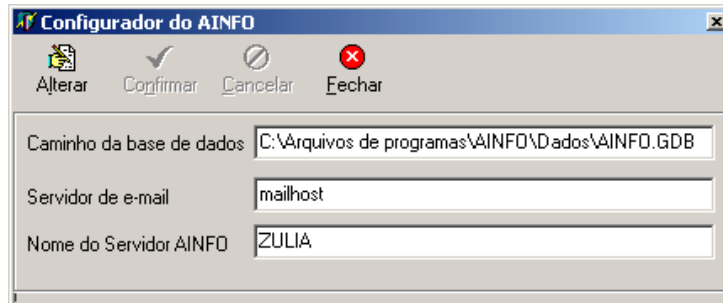 Configurador do AINFO
Alterar Confirmar Cancelar Fechar
Caminho da base de dados C:\Arquivos de programas\AINFO\Dados\AINFO.GDB
Servidor de e-mail mailhost
Nome do Servidor AINFO ZULIA